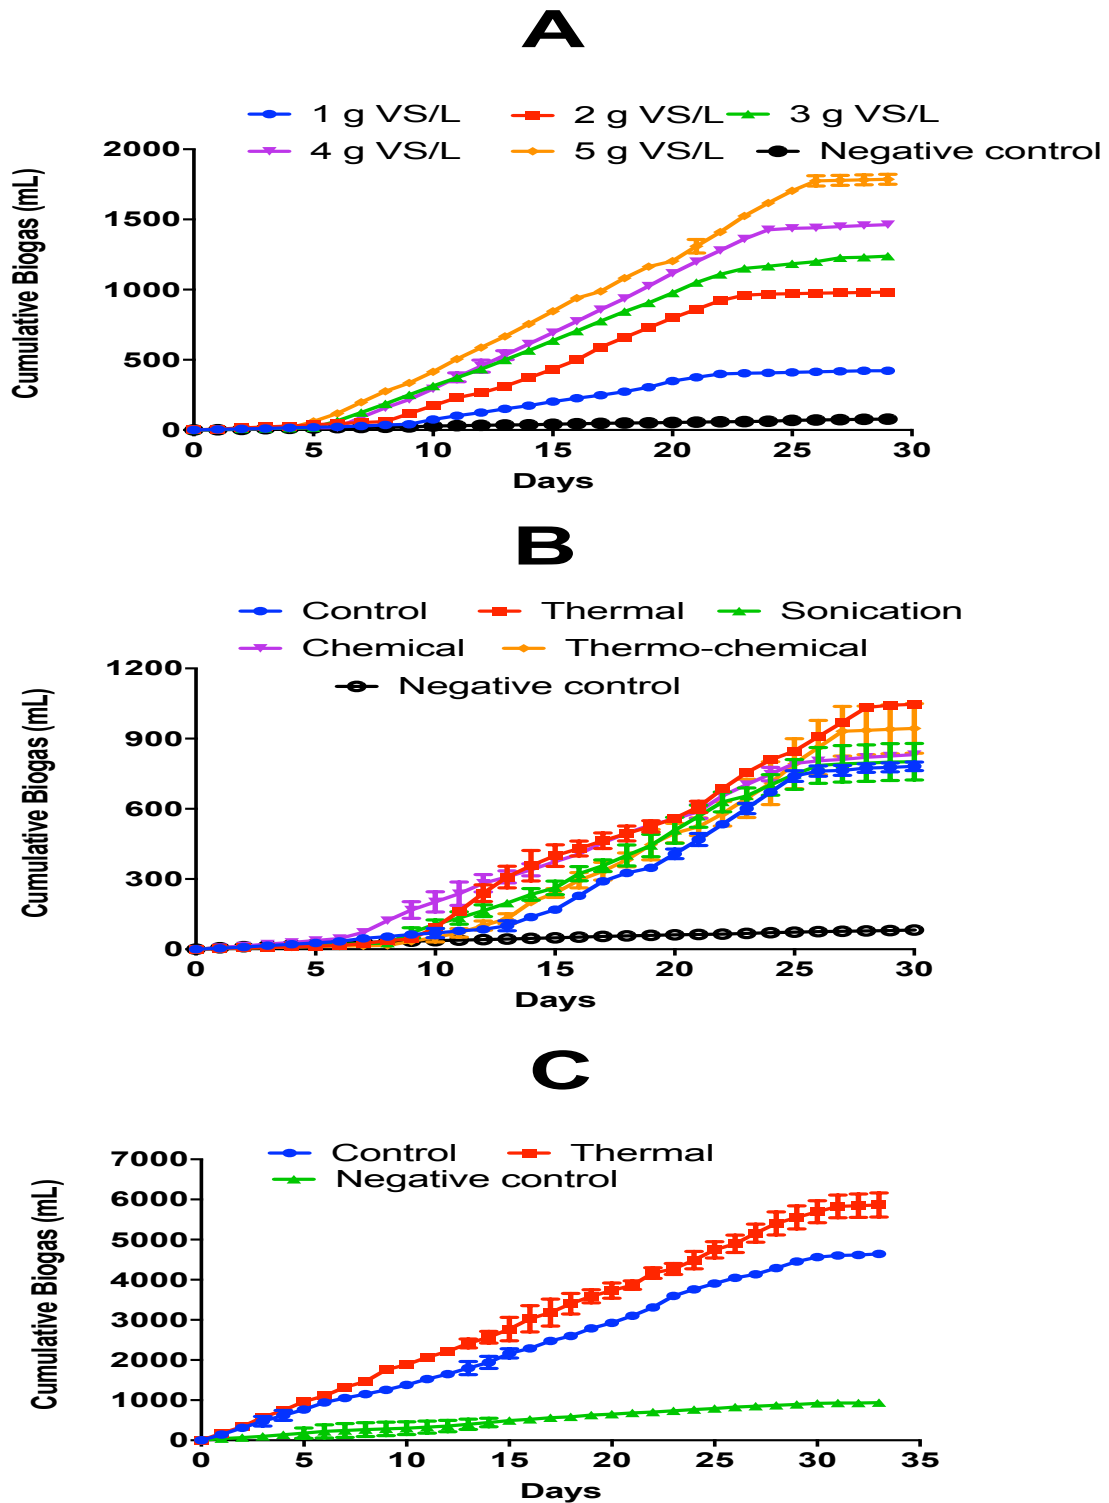 A
1 g VS/L 2 g VS/L 3 g VS/L
4 g VS/L 5 g VS/L Negative control
Cumulative Biogas (mL)
2000
1500
1000
500
0
0 5 10 15 20 25 30
Days
B
Control Thermal Sonication
Chemical Thermo-chemical
Negative control
Cumulative Biogas (mL)
1200
900
600
300
0
0 5 10 15 20 25 30
Days
C
Control Thermal
Negative control
Cumulative Biogas (mL)
7000
6000
5000
4000
3000
2000
1000
0
0 5 10 15 20 25 30 35
Days